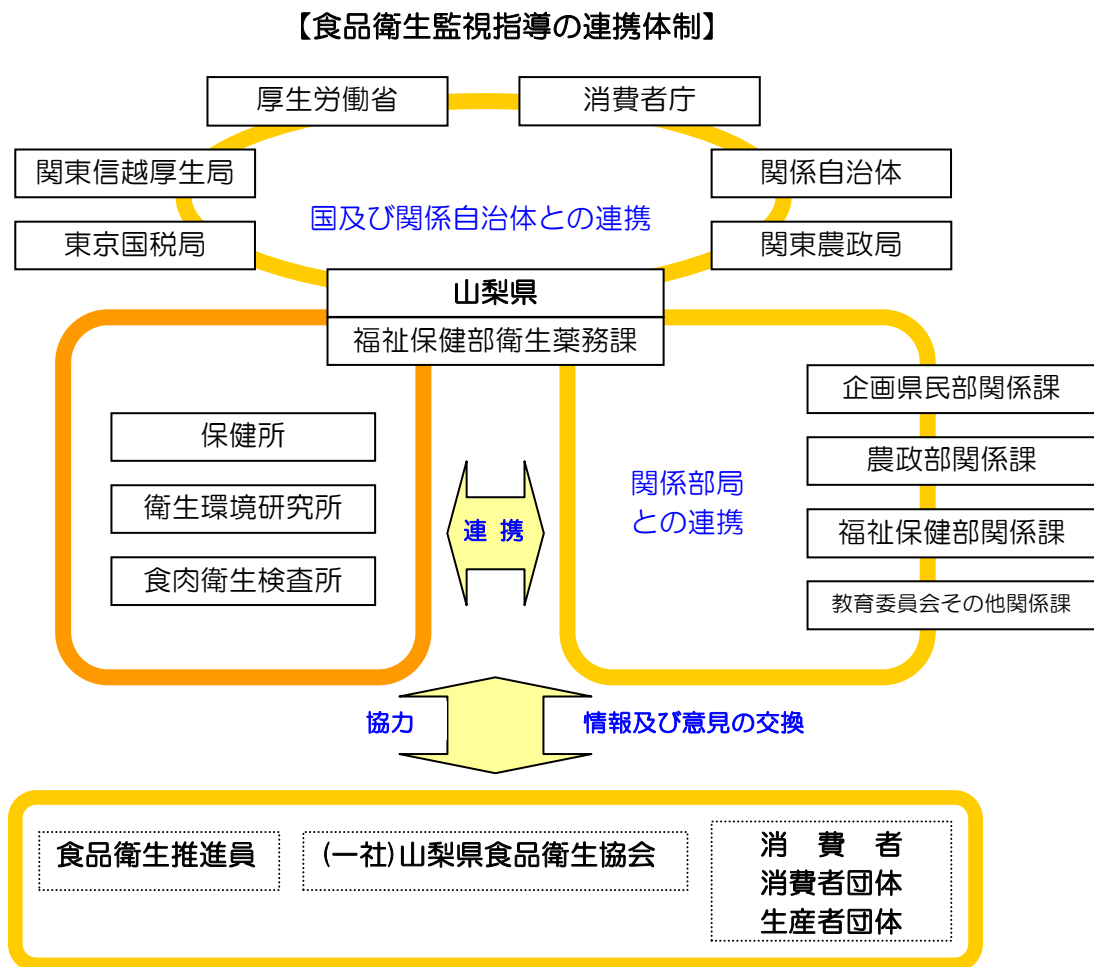 【食品衛生監視指導の連携体制】
厚生労働省
消費者庁
関東信越厚生局
関係自治体
国及び関係自治体との連携
東京国税局
関東農政局
山梨県
福祉保健部衛生薬務課
企画県民部関係課
保健所
農政部関係課
関係部局
との連携
衛生環境研究所
連 携
福祉保健部関係課
食肉衛生検査所
教育委員会その他関係課
協力
情報及び意見の交換
食品衛生推進員
(一社)山梨県食品衛生協会
消 費 者
消費者団体
生産者団体